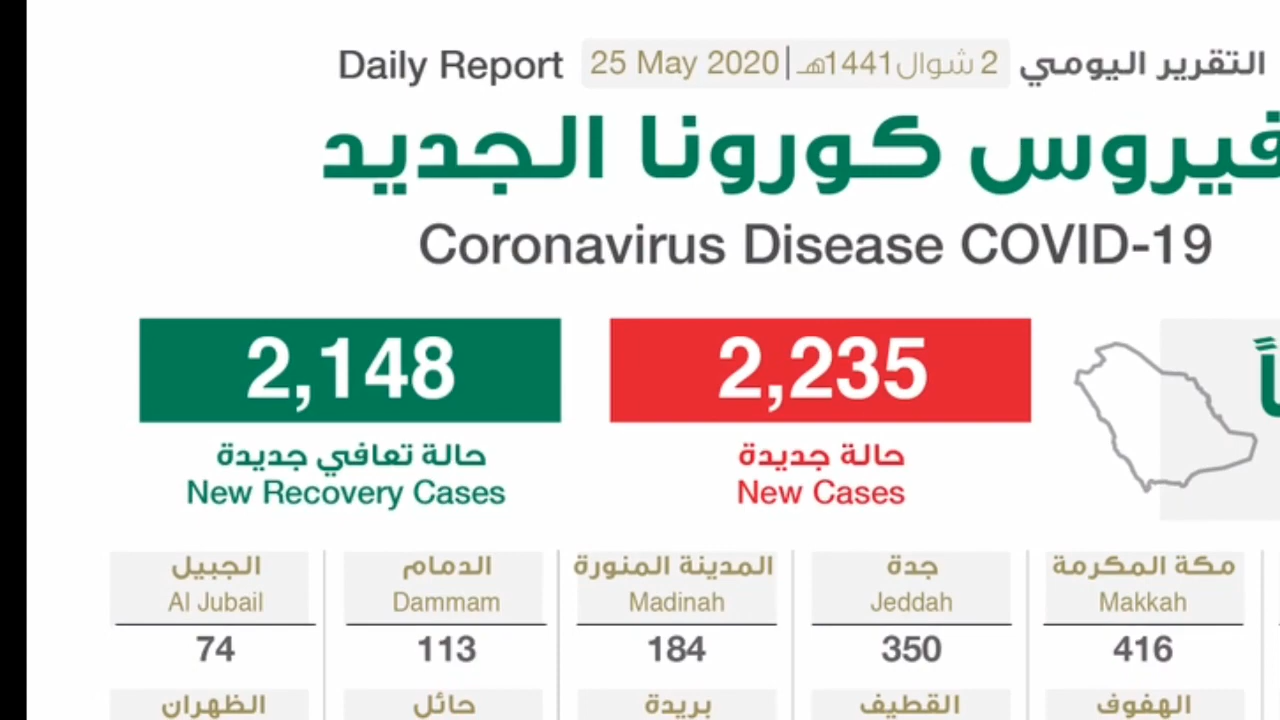 Daily Report 25 May 2020 | 2 شوال 1441هـ التقرير اليومي
فيروس كورونا الجديد
Coronavirus Disease COVID-19
2,148
حالة تعافي جديدة
New Recovery Cases
2,235
حالة جديدة
New Cases
الجبيل
Al Jubail
74
الدمام
Dammam
113
المدينة المنورة
Madinah
184
جدة
Jeddah
350
مكة المكرمة
Makkah
416
الظهران
حائل
بريدة
القطيف
الهفوف